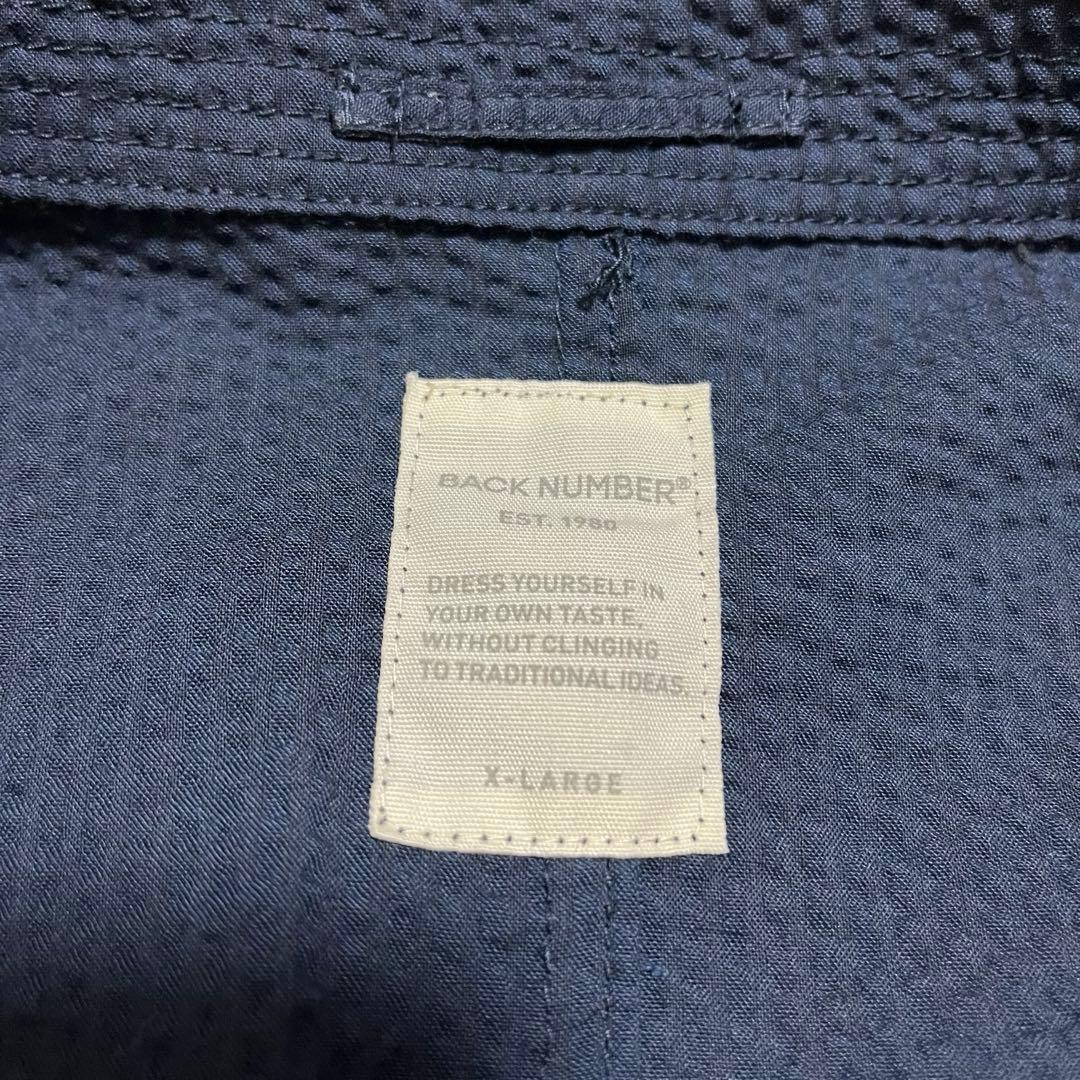 BACK NUMBER®
EST. 1980
DRESS YOURSELF IN
YOUR OWN TASTE,
WITHOUT CLINGING
TO TRADITIONAL IDEAS.
X-LARGE